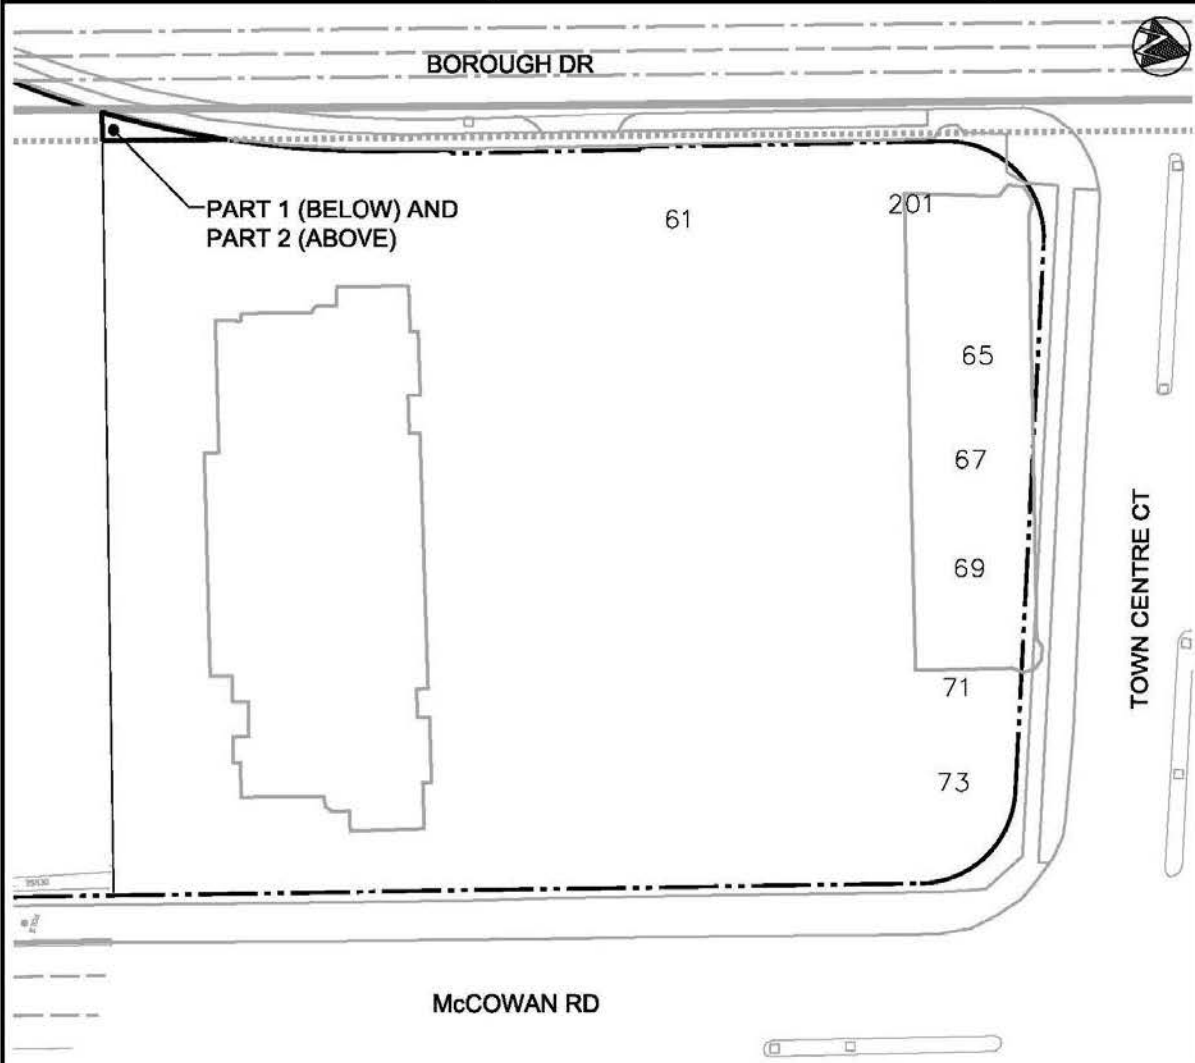 BOROUGH DR
PART 1 (BELOW) AND
PART 2 (ABOVE)
61
201
65
67
69
71
73
TOWN CENTRE CT
McCOWAN RD